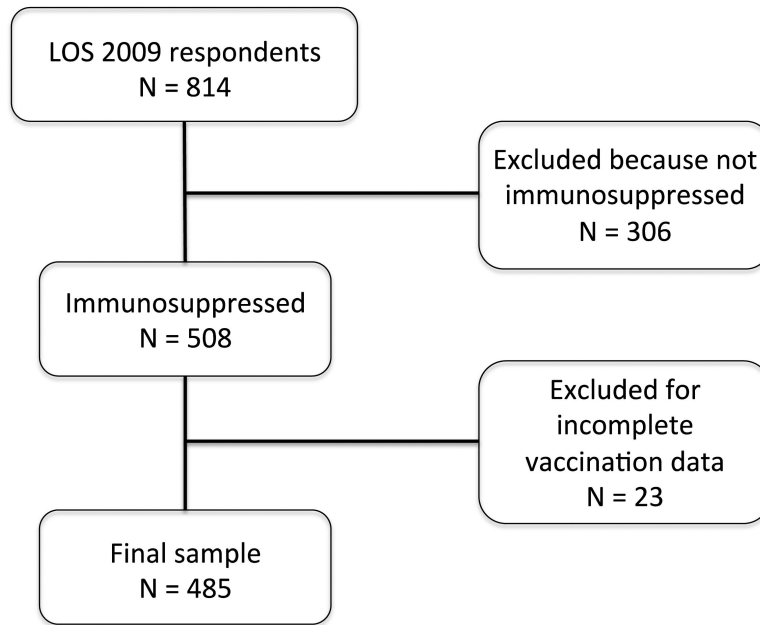 LOS 2009 respondents
N = 814
Excluded because not
immunosuppressed
N = 306
Immunosuppressed
N = 508
Excluded for
incomplete
vaccination data
N = 23
Final sample
N = 485